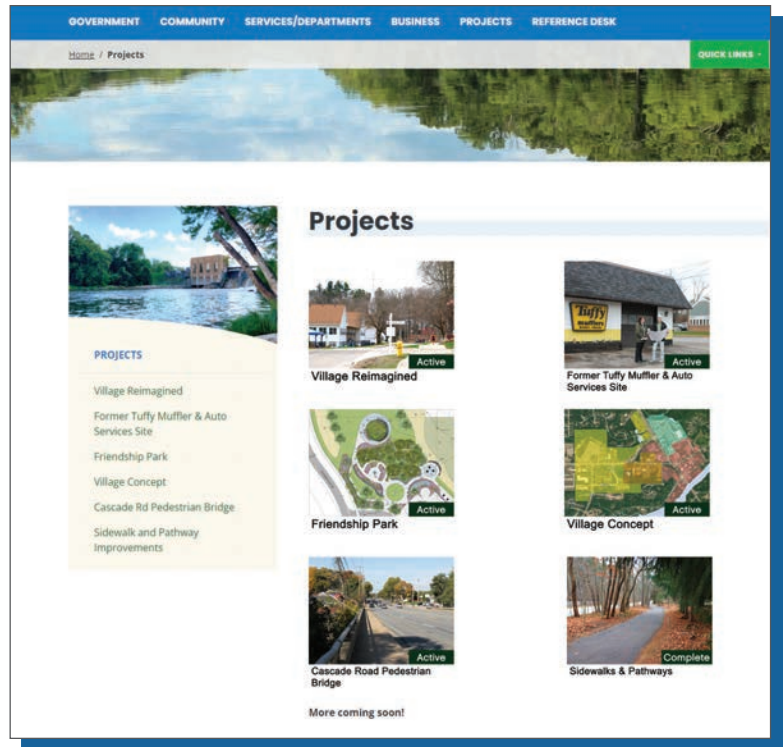 GOVERNMENT COMMUNITY SERVICES/DEPARTMENTS BUSINESS PROJECTS REFERENCE DESK
Home / Projects
QUICK LINKS
Projects
PROJECTS
Village Reimagined
Former Tuffy Muffler & Auto
Services Site
Friendship Park
Village Concept
Cascade Rd Pedestrian Bridge
Sidewalk and Pathway
Improvements
Active
Village Reimagined
Tuffy
mufflers
Active
Former Tuffy Muffler & Auto
Services Site
Active
Friendship Park
Active
Village Concept
Active
Cascade Road Pedestrian
Bridge
Complete
Sidewalks & Pathways
More coming soon!